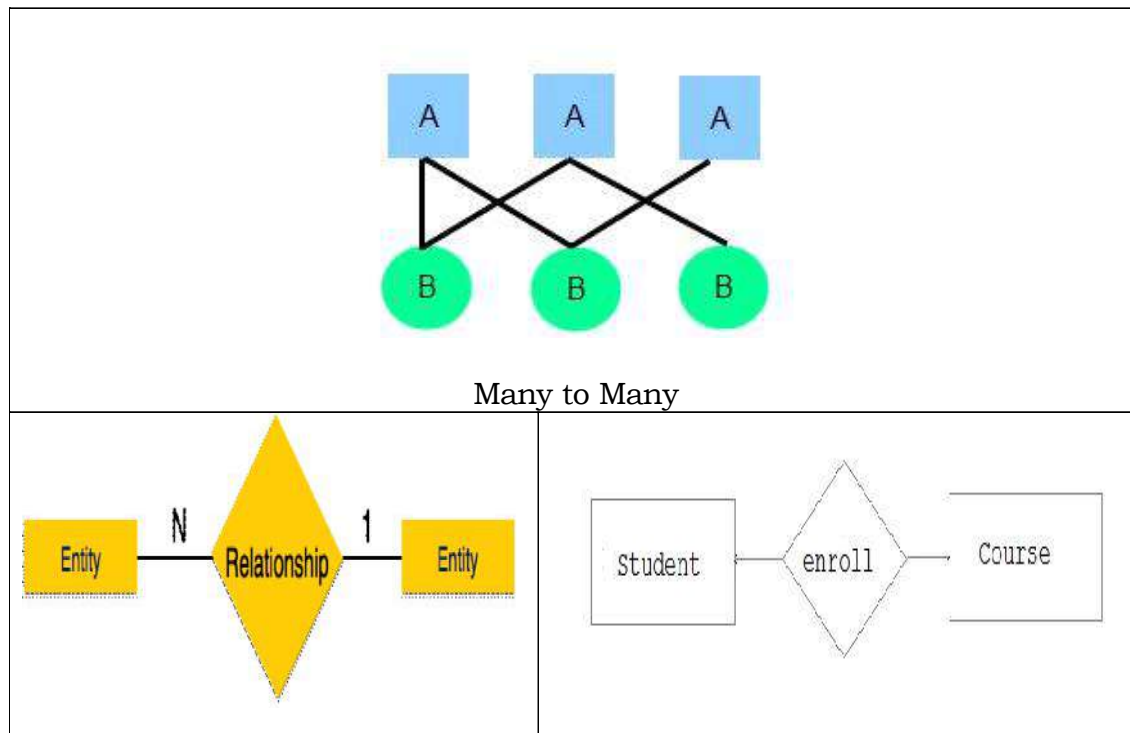 A A A
B B B
Many to Many
N 1
Entity Relationship Entity
Student enroll Course